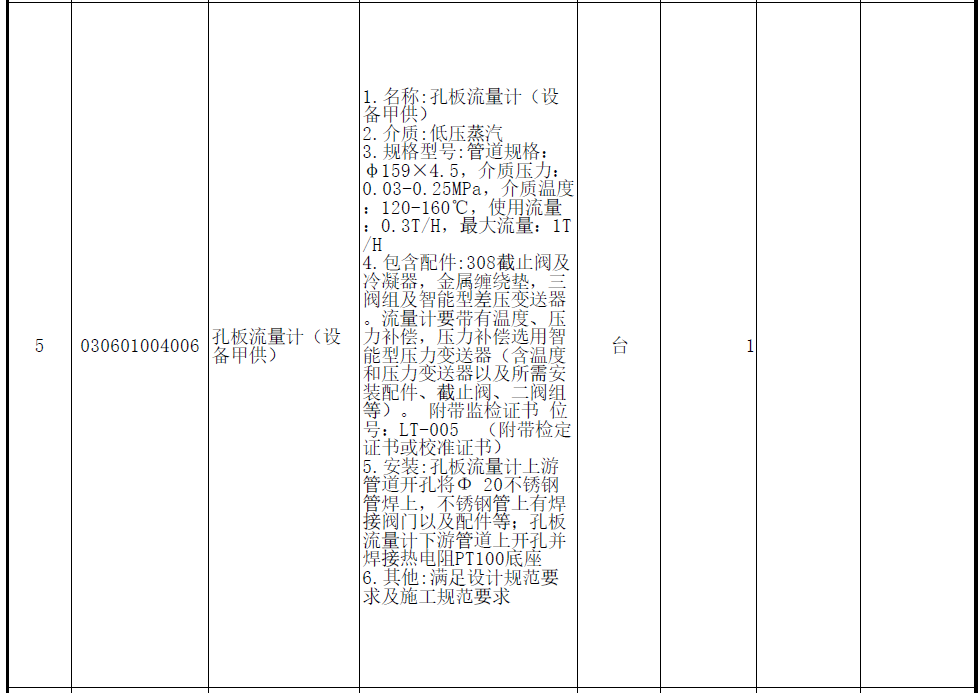 5
030601004006
孔板流量计（设
备甲供）
1.名称:孔板流量计（设
备甲供）
2.介质:低压蒸汽
3.规格型号:管道规格：
φ159×4.5，介质压力：
0.03-0.25MPa，介质温度
：120-160℃，使用流量
：0.3T/H，最大流量：1T
/H
4.包含配件:308截止阀及
冷凝器，金属缠绕垫，三
阀组及智能型差压变送器
。流量计要带有温度、压
力补偿，压力补偿选用智
能型压力变送器（含温度
和压力变送器以及所需安
装配件、截止阀、二阀组
等）。 附带监检证书 位
号：LT-005  （附带检定
证书或校准证书）
5.安装:孔板流量计上游
管道开孔将Φ 20不锈钢
管焊上，不锈钢管上有焊
接阀门以及配件等；孔板
流量计下游管道上开孔并
焊接热电阻PT100底座
6.其他:满足设计规范要
求及施工规范要求
台
1